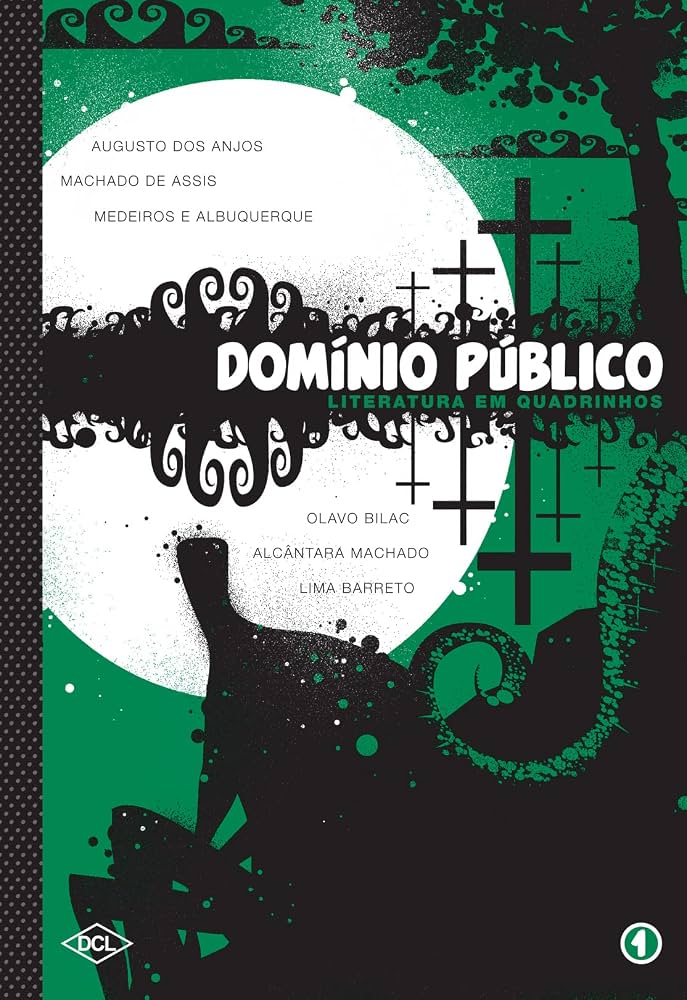 AUGUSTO DOS ANJOS
MACHADO DE ASSIS
MEDEIROS E ALBUQUERQUE
DOMÍNIO PÚBLICO
LITERATURA EM QUADRINHOS
OLAVO BILAC
ALCÂNTARA MACHADO
LIMA BARRETO
DCL
1